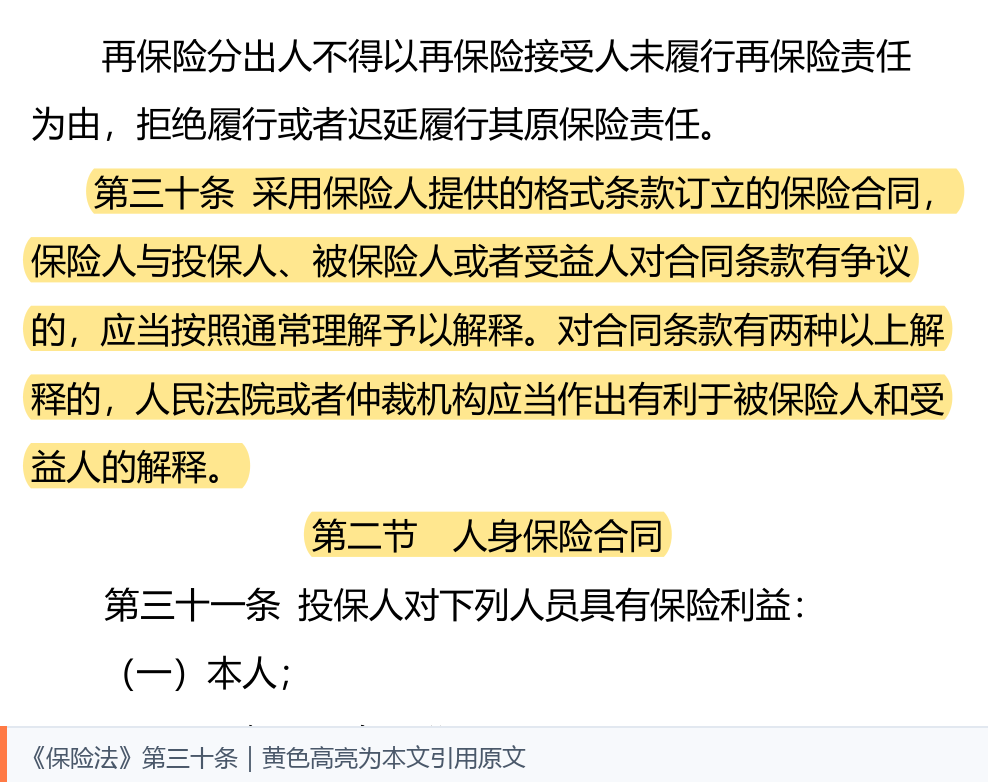 再保险分出人不得以再保险接受人未履行再保险责任
为由，拒绝履行或者迟延履行其原保险责任。
第三十条 采用保险人提供的格式条款订立的保险合同，
保险人与投保人、被保险人或者受益人对合同条款有争议
的，应当按照通常理解予以解释。对合同条款有两种以上解
释的，人民法院或者仲裁机构应当作出有利于被保险人和受
益人的解释。
第二节　人身保险合同
第三十一条 投保人对下列人员具有保险利益：
（一）本人；
《保险法》第三十条｜黄色高亮为本文引用原文